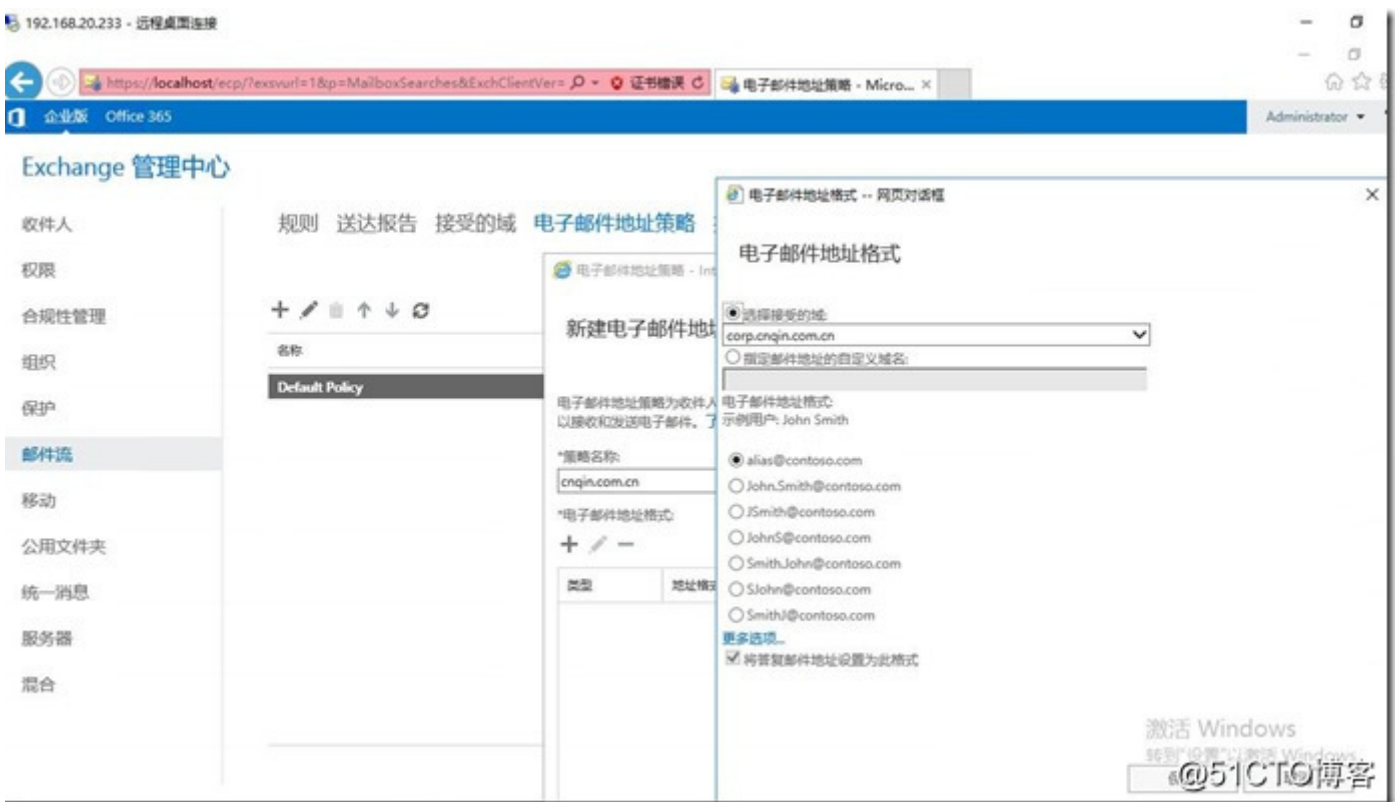 192.168.20.233 - 远程桌面连接
https://localhost/ecp/?exsvurl=1&p=MailboxSearches&ExchClientVer= 证书错误 电子邮件地址策略 - Micro...
企业版 Office 365 Administrator
Exchange 管理中心
收件人
权限
合规性管理
组织
保护
邮件流
移动
公用文件夹
统一消息
服务器
混合
规则 送达报告 接受的域 电子邮件地址策略
名称
Default Policy
电子邮件地址策略 - Int
新建电子邮件地址
电子邮件地址策略为收件人
以接收和发送电子邮件。了
*策略名称:
cnqin.com.cn
*电子邮件地址格式:
类型 地址格式
电子邮件地址格式 -- 网页对话框
电子邮件地址格式
选择接受的域:
corp.cnqin.com.cn
指定邮件地址的自定义域名:
电子邮件地址格式:
示例用户: John Smith
alias@contoso.com
John.Smith@contoso.com
JSmith@contoso.com
JohnS@contoso.com
Smith.John@contoso.com
SJohn@contoso.com
SmithJ@contoso.com
更多选项...
将答复邮件地址设置为此格式
激活 Windows
转到"设置"以激活 Windows。
@51CTO博客